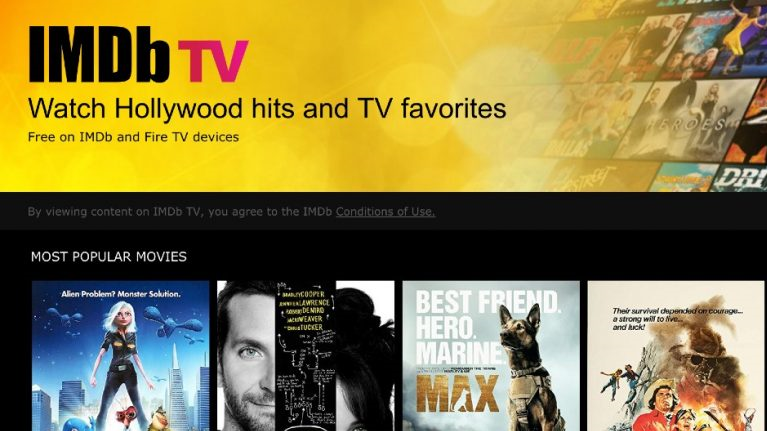 IMDb TV
Watch Hollywood hits and TV favorites
Free on IMDb and Fire TV devices
HEROES
DALLAS
By viewing content on IMDb TV, you agree to the IMDb Conditions of Use.
MOST POPULAR MOVIES
Alien Problem? Monster Solution.
BRADLEY COOPER
JENNIFER LAWRENCE
ROBERT DENIRO
JACKI WEAVER
CHRIS TUCKER
BEST FRIEND.
HERO.
MARINE.
MAX
Their survival depended on courage...
a strong will to live...
and luck!